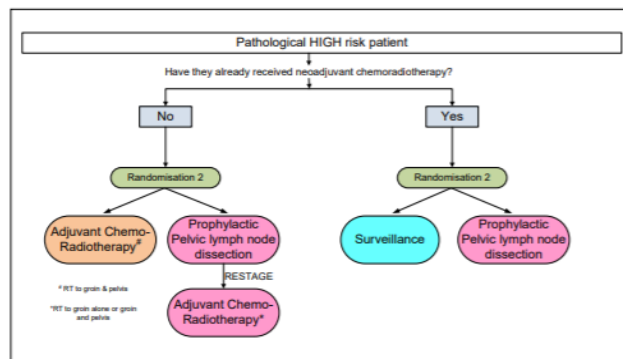 Pathological HIGH risk patient
Have they already received neoadjuvant chemoradiotherapy?
No
Yes
Randomisation 2
Randomisation 2
Adjuvant Chemo-
Radiotherapy#
Prophylactic
Pelvic lymph node
dissection
Surveillance
Prophylactic
Pelvic lymph node
dissection
RESTAGE
# RT to groin & pelvis
*RT to groin alone or groin
and pelvis
Adjuvant Chemo-
Radiotherapy*